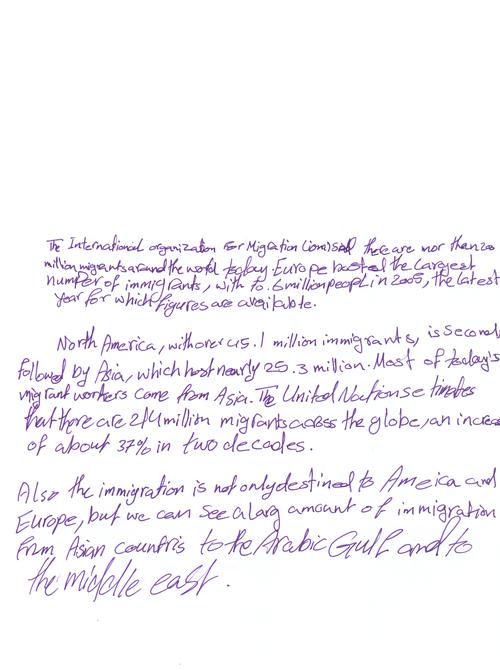 The International organization For Migration (iom) said there are mor than 200
million migrants around the world today Europe hosted the Largest
number of immigrants, with 70.6 million people in 2005, the latest
year for which figures are available.
North America, with over 45.1 million immigrants, is Second
followed by Asia, which host nearly 25.3 million. Most of today's
migrant workers come from Asia. The United Nations e timates
that there are 214 million migrants across the globe, an increa
of about 37% in two decades.
Also the immigration is not only destined to Ameica and
Europe, but we can see a larg amount of immigration
from Asian countris to the Arabic Gulf and to
the middle east.